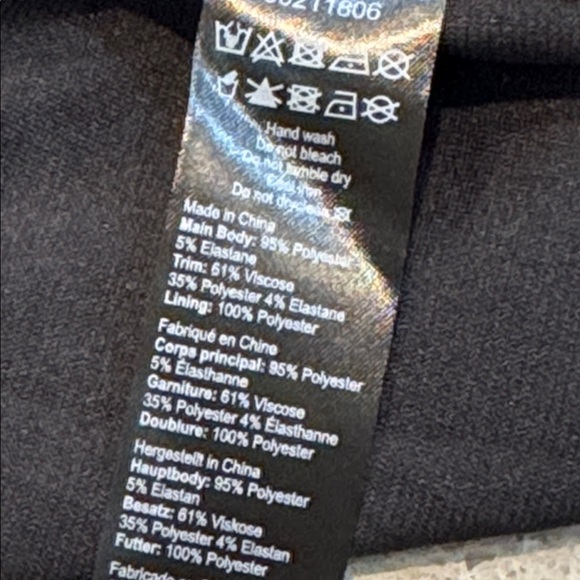 Hand wash
Do not bleach
Do not tumble dry
Cool iron
Do not dryclean
Made in China
Main Body: 95% Polyester
5% Elastane
Trim: 61% Viscose
35% Polyester 4% Elastane
Lining: 100% Polyester
Fabriqué en Chine
Corps principal: 95% Polyester
5% Élasthanne
Garniture: 61% Viscose
35% Polyester 4% Élasthanne
Doublure: 100% Polyester
Hergestellt in China
Hauptbody: 95% Polyester
5% Elastan
Besatz: 61% Viskose
35% Polyester 4% Elastan
Futter: 100% Polyester